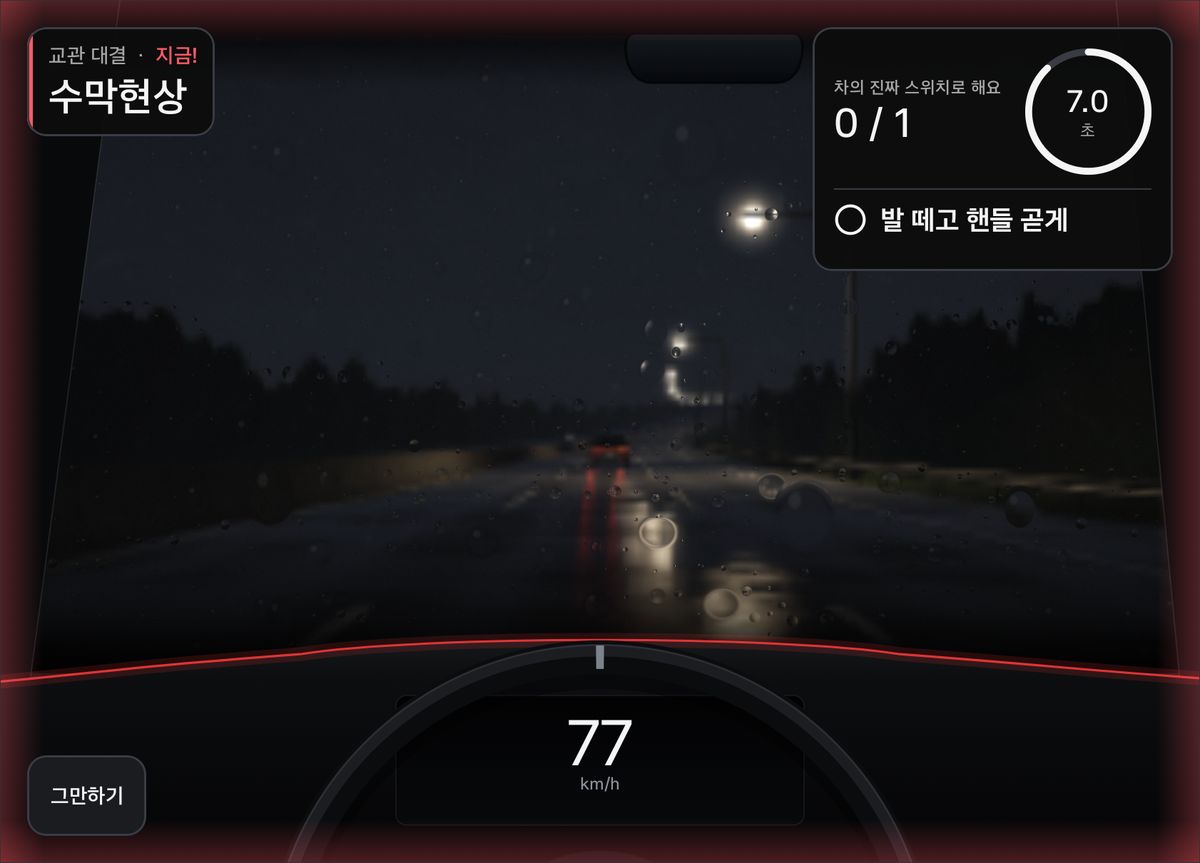 교관 대결 · 지금!
수막현상
차의 진짜 스위치로 해요
0 / 1
7.0
초
발 떼고 핸들 곧게
77
km/h
그만하기